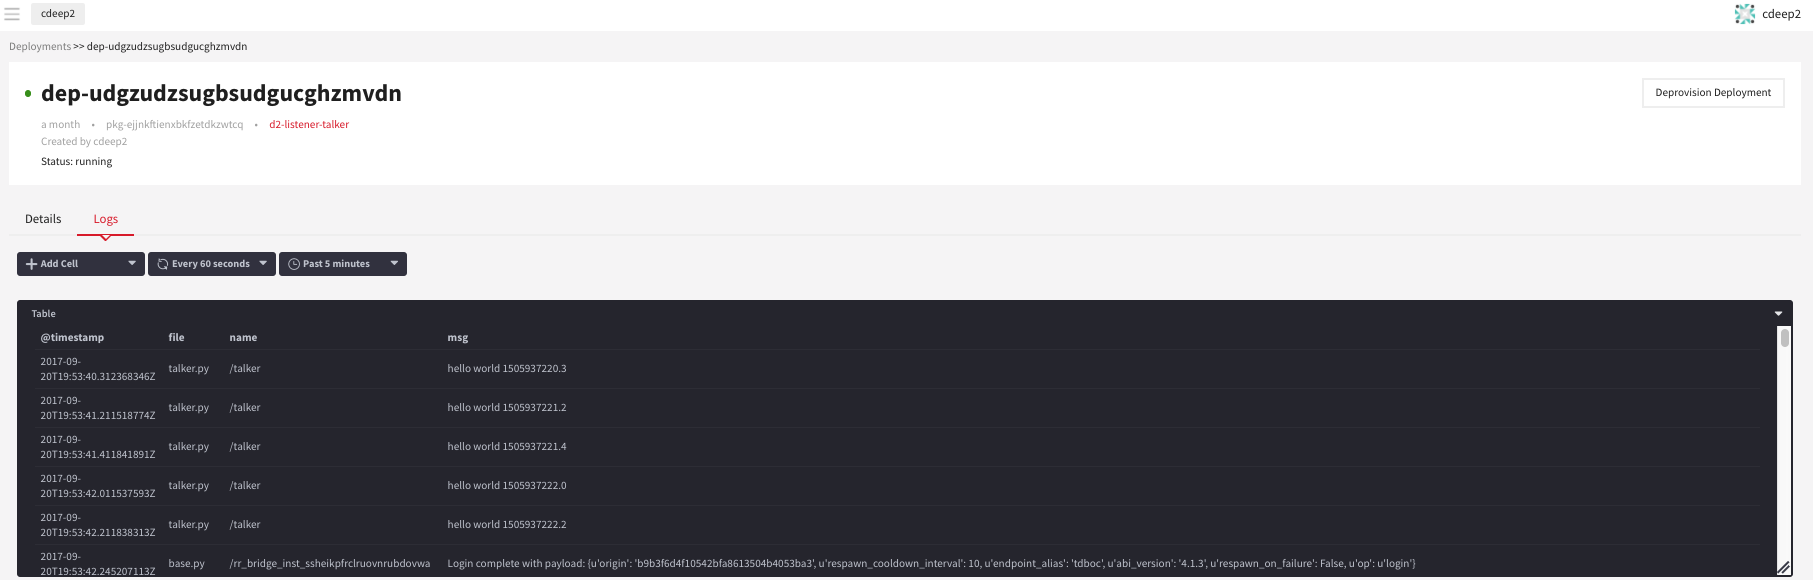 cdeep2
cdeep2
Deployments >> dep-udgzudzsugbsudgucghzmvdn
dep-udgzudzsugbsudgucghzmvdn
Deprovision Deployment
a month • pkg-ejjnkftienxbkfzetdkzwtcq • d2-listener-talker
Created by cdeep2
Status: running
Details Logs
Add Cell Every 60 seconds Past 5 minutes
Table
@timestamp file name msg
2017-09-
20T19:53:40.312368346Z talker.py /talker hello world 1505937220.3
2017-09-
20T19:53:41.211518774Z talker.py /talker hello world 1505937221.2
2017-09-
20T19:53:41.411841891Z talker.py /talker hello world 1505937221.4
2017-09-
20T19:53:42.011537593Z talker.py /talker hello world 1505937222.0
2017-09-
20T19:53:42.211838313Z talker.py /talker hello world 1505937222.2
2017-09-
20T19:53:42.245207113Z base.py /rr_bridge_inst_ssheikpfrclruovnrubdovwa Login complete with payload: {u'origin': 'b9b3f6d4f10542bfa8613504b4053ba3', u'respawn_cooldown_interval': 10, u'endpoint_alias': 'tdboc', u'abi_version': '4.1.3', u'respawn_on_failure': False, u'op': u'login'}